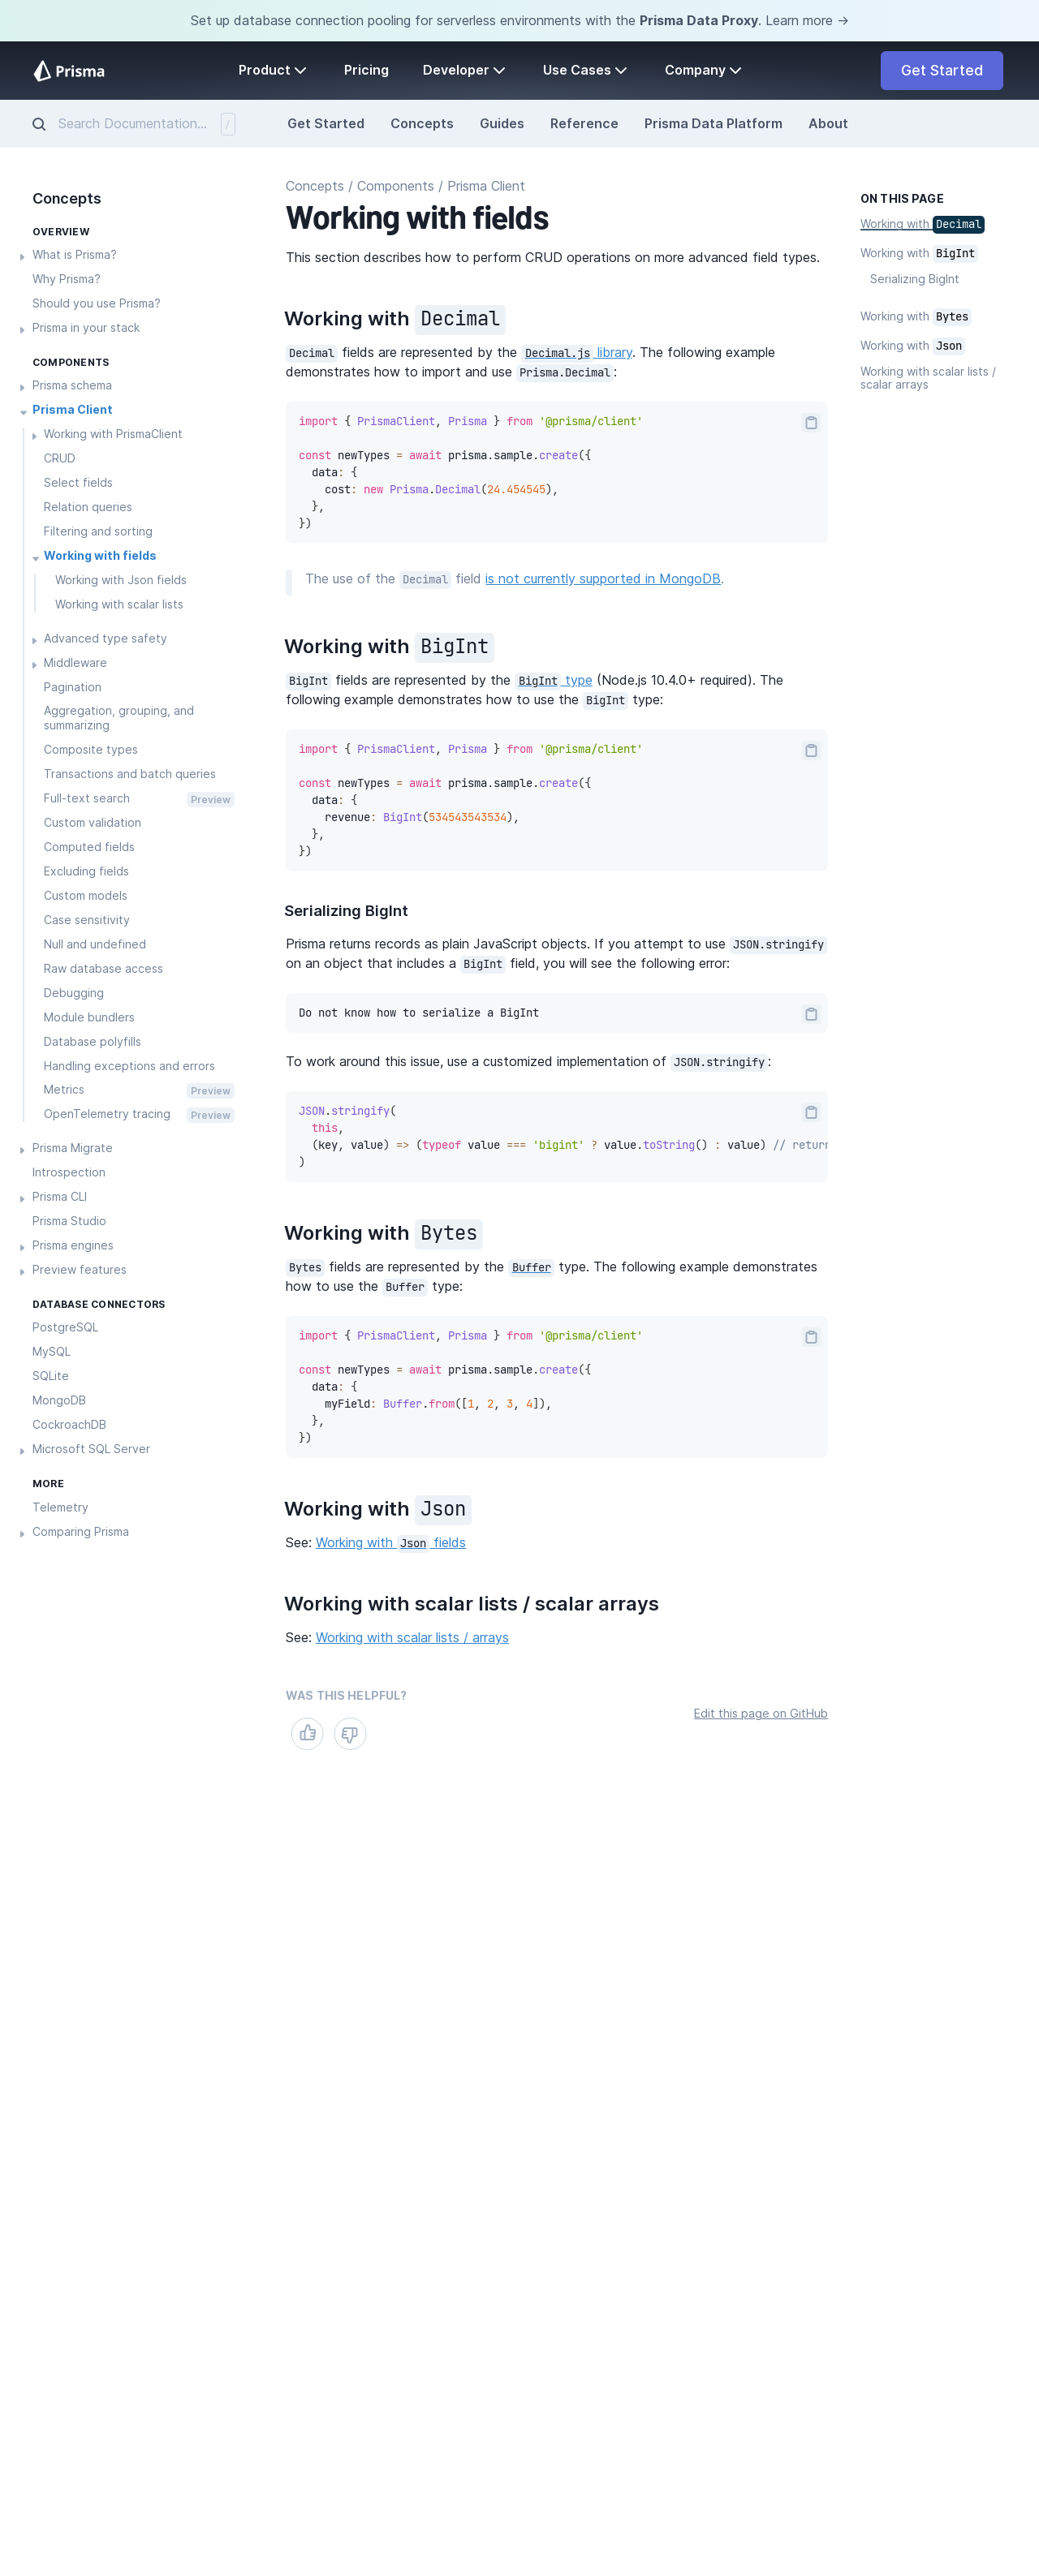 Set up database connection pooling for serverless environments with the Prisma Data Proxy. Learn more →
Prisma
Product
Pricing
Developer
Use Cases
Company
Get Started
Search Documentation...
/
Get Started
Concepts
Guides
Reference
Prisma Data Platform
About
Concepts
OVERVIEW
What is Prisma?
Why Prisma?
Should you use Prisma?
Prisma in your stack
COMPONENTS
Prisma schema
Prisma Client
Working with PrismaClient
CRUD
Select fields
Relation queries
Filtering and sorting
Working with fields
Working with Json fields
Working with scalar lists
Advanced type safety
Middleware
Pagination
Aggregation, grouping, and
summarizing
Composite types
Transactions and batch queries
Full-text search Preview
Custom validation
Computed fields
Excluding fields
Custom models
Case sensitivity
Null and undefined
Raw database access
Debugging
Module bundlers
Database polyfills
Handling exceptions and errors
Metrics Preview
OpenTelemetry tracing Preview
Prisma Migrate
Introspection
Prisma CLI
Prisma Studio
Prisma engines
Preview features
DATABASE CONNECTORS
PostgreSQL
MySQL
SQLite
MongoDB
CockroachDB
Microsoft SQL Server
MORE
Telemetry
Comparing Prisma
Concepts / Components / Prisma Client
Working with fields
This section describes how to perform CRUD operations on more advanced field types.
Working with Decimal
Decimal fields are represented by the Decimal.js library. The following example
demonstrates how to import and use Prisma.Decimal:
import { PrismaClient, Prisma } from '@prisma/client'
const newTypes = await prisma.sample.create({
data: {
cost: new Prisma.Decimal(24.454545),
},
})
The use of the Decimal field is not currently supported in MongoDB.
Working with BigInt
BigInt fields are represented by the BigInt type (Node.js 10.4.0+ required). The
following example demonstrates how to use the BigInt type:
import { PrismaClient, Prisma } from '@prisma/client'
const newTypes = await prisma.sample.create({
data: {
revenue: BigInt(534543543534),
},
})
Serializing BigInt
Prisma returns records as plain JavaScript objects. If you attempt to use JSON.stringify
on an object that includes a BigInt field, you will see the following error:
Do not know how to serialize a BigInt
To work around this issue, use a customized implementation of JSON.stringify:
JSON.stringify(
this,
(key, value) => (typeof value === 'bigint' ? value.toString() : value) // return
)
Working with Bytes
Bytes fields are represented by the Buffer type. The following example demonstrates
how to use the Buffer type:
import { PrismaClient, Prisma } from '@prisma/client'
const newTypes = await prisma.sample.create({
data: {
myField: Buffer.from([1, 2, 3, 4]),
},
})
Working with Json
See: Working with Json fields
Working with scalar lists / scalar arrays
See: Working with scalar lists / arrays
WAS THIS HELPFUL?
Edit this page on GitHub
ON THIS PAGE
Working with Decimal
Working with BigInt
Serializing BigInt
Working with Bytes
Working with Json
Working with scalar lists /
scalar arrays